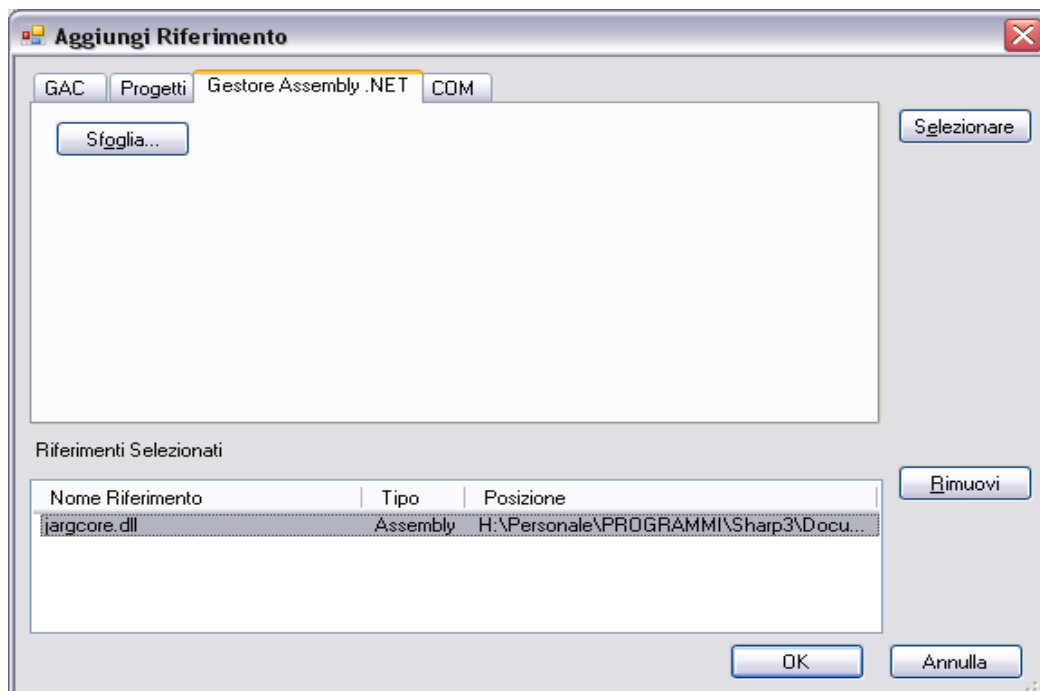 Aggiungi Riferimento
GAC Progetti Gestore Assembly .NET COM
Sfoglia...
Selezionare
Riferimenti Selezionati
Rimuovi
Nome Riferimento Tipo Posizione
jargcore.dll Assembly H:\Personale\PROGRAMMI\Sharp3\Docu...
OK Annulla